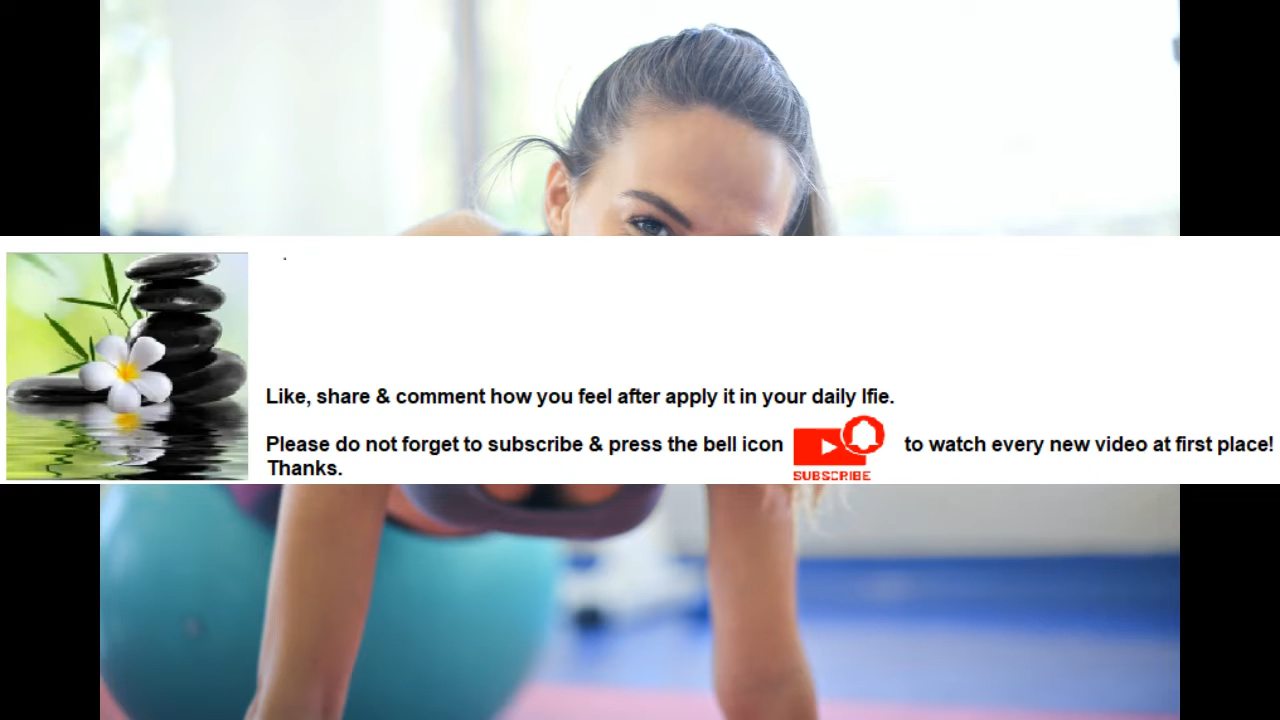 Like, share & comment how you feel after apply it in your daily lfie.
Please do not forget to subscribe & press the bell icon to watch every new video at first place!
SUBSCRIBE
Thanks.